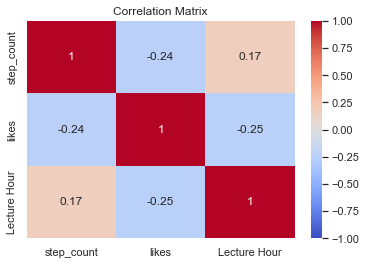 Correlation Matrix
step_count
1
-0.24
0.17
likes
-0.24
1
-0.25
Lecture Hour
0.17
-0.25
1
step_count
likes
Lecture Hour
1.00
0.75
0.50
0.25
0.00
−0.25
−0.50
−0.75
−1.00